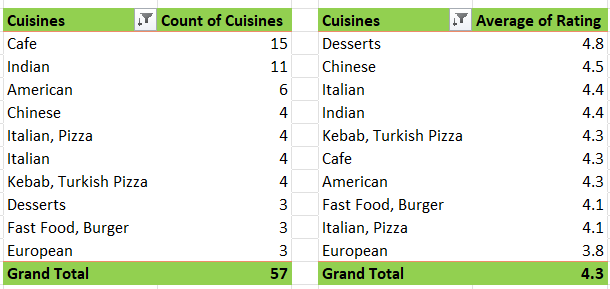 Cuisines Count of Cuisines
Cafe 15
Indian 11
American 6
Chinese 4
Italian, Pizza 4
Italian 4
Kebab, Turkish Pizza 4
Desserts 3
Fast Food, Burger 3
European 3
Grand Total 57
Cuisines Average of Rating
Desserts 4.8
Chinese 4.5
Italian 4.4
Indian 4.4
Kebab, Turkish Pizza 4.3
Cafe 4.3
American 4.3
Fast Food, Burger 4.1
Italian, Pizza 4.1
European 3.8
Grand Total 4.3